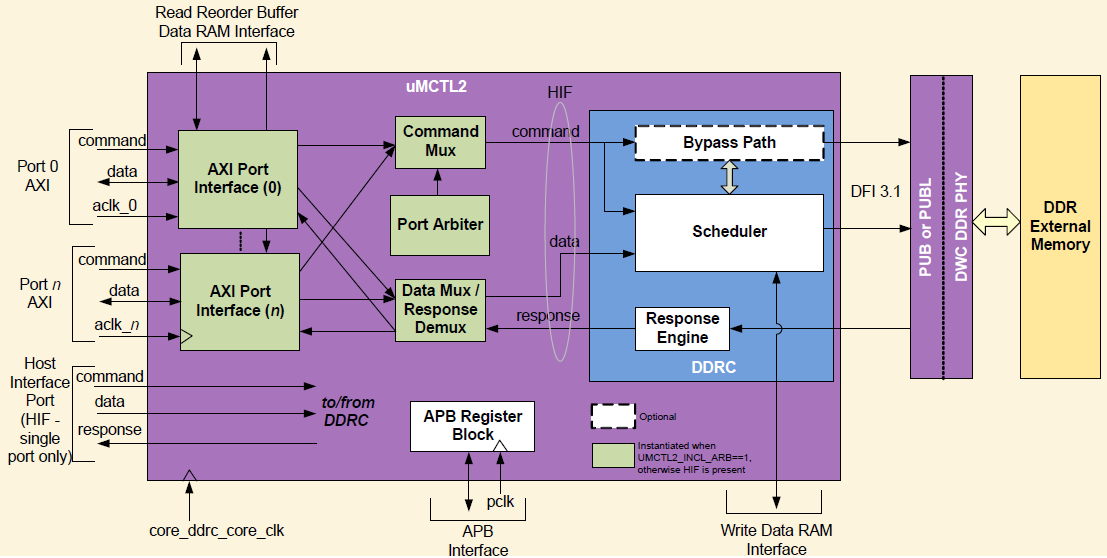 Read Reorder Buffer
Data RAM Interface
uMCTL2
HIF
Port 0
AXI
command
data
aclk_0
AXI Port
Interface (0)
Command
Mux
command
Bypass Path
Port Arbiter
Scheduler
DFI 3.1
PUB or PUBL
DWC DDR PHY
DDR
External
Memory
Port n
AXI
command
data
aclk_n
AXI Port
Interface (n)
Data Mux /
Response
Demux
data
response
Response
Engine
DDRC
Host
Interface
Port
(HIF -
single
port only)
command
data
response
to/from
DDRC
APB Register
Block
Optional
Instantiated when
UMCTL2_INCL_ARB==1,
otherwise HIF is present
core_ddrc_core_clk
pclk
APB
Interface
Write Data RAM
Interface